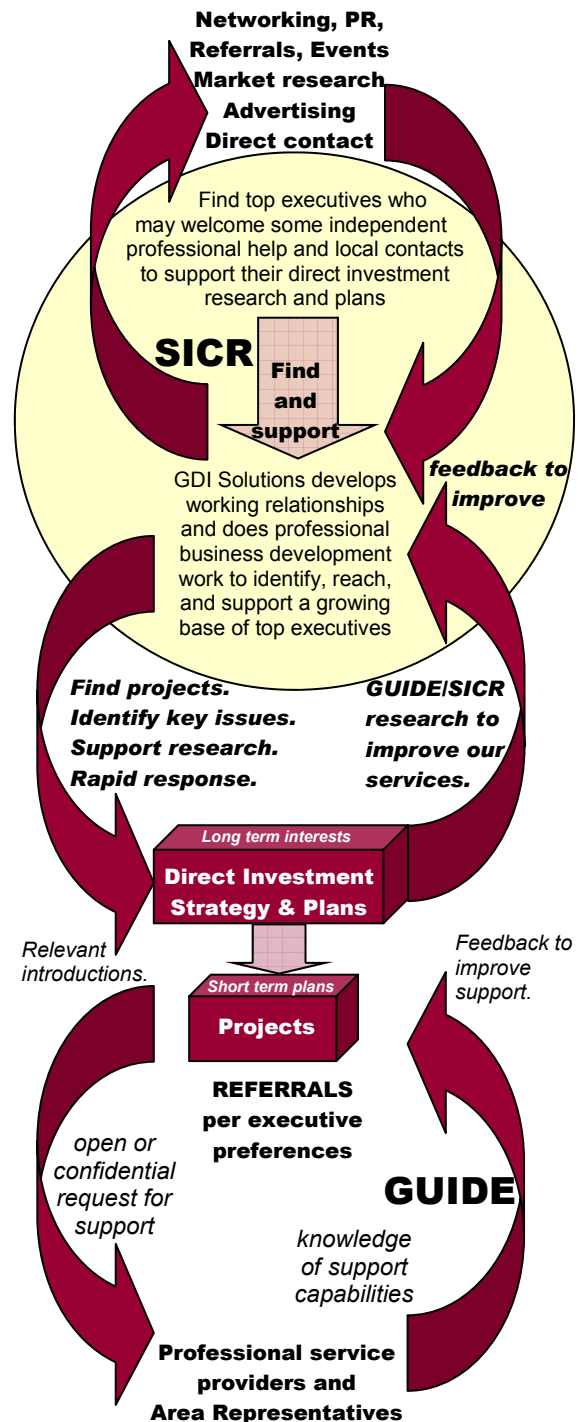 Networking, PR,
Referrals, Events
Market research
Advertising
Direct contact
Find top executives who
may welcome some independent
professional help and local contacts
to support their direct investment
research and plans
SICR
Find
and
support
feedback to
improve
GDI Solutions develops
working relationships
and does professional
business development
work to identify, reach,
and support a growing
base of top executives
Find projects.
Identify key issues.
Support research.
Rapid response.
GUIDE/SICR
research to
improve our
services.
Long term interests
Direct Investment
Strategy & Plans
Relevant
introductions.
Feedback to
improve
support.
Short term plans
Projects
REFERRALS
per executive
preferences
open or
confidential
request for
support
GUIDE
knowledge
of support
capabilities
Professional service
providers and
Area Representatives